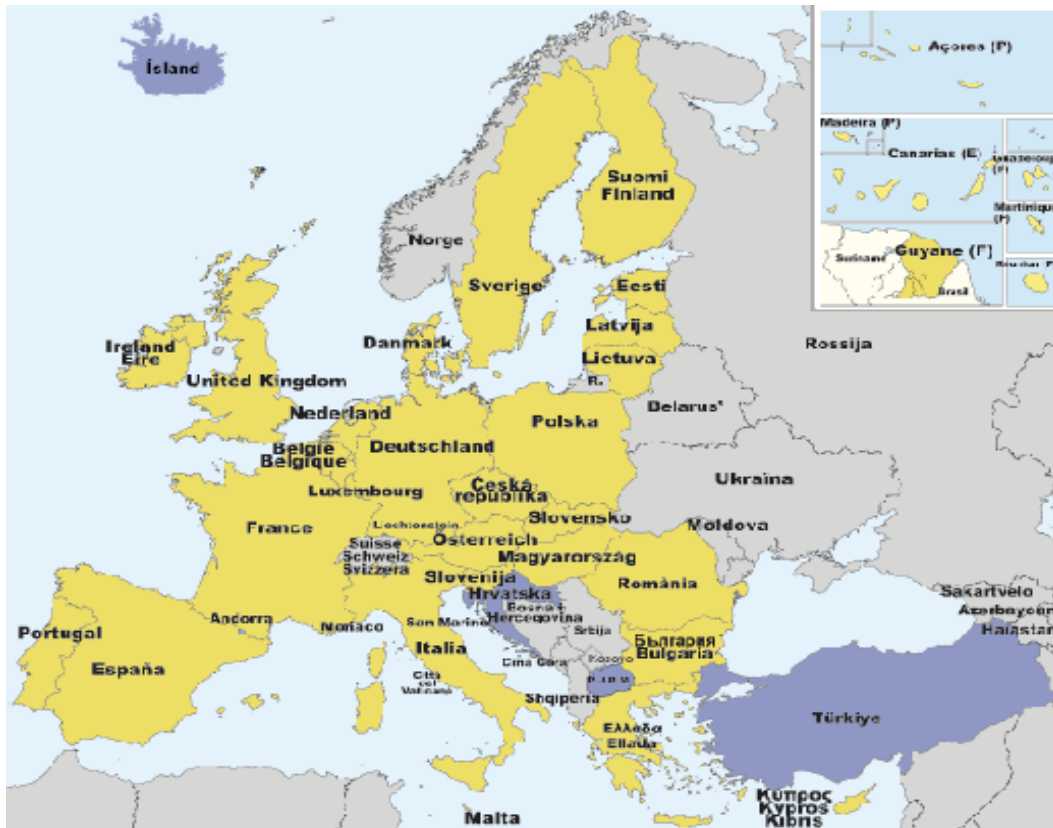 Ísland
Açores (P)
Madeira (P)
Canarias (E)
Martinique
(F)
Guyane (F)
Suriname
Brasil
Suomi
Finland
Norge
Sverige
Eesti
Latvija
Lietuva
Danmark
Rossija
R.
Ireland
Éire
United Kingdom
Nederland
Belarus'
Polska
België
Belgique
Deutschland
Luxembourg
Česká
republika
Ukraina
Slovensko
Moldova
France
Liechtenstein
Österreich
Suisse
Schweiz
Svizzera
Magyarország
Slovenija
Hrvatska
România
Bosna i
Hercegovina
Sakartvelo
Srbija
Portugal
Andorra
Monaco
San Marino
Italia
България
Bulgaria
España
Crna Gora
Kosovo
Città
del
Vaticano
Shqipëria
Türkiye
Ελλάδα
Ellada
Malta
Κύπρος
Kypros
Kıbrıs